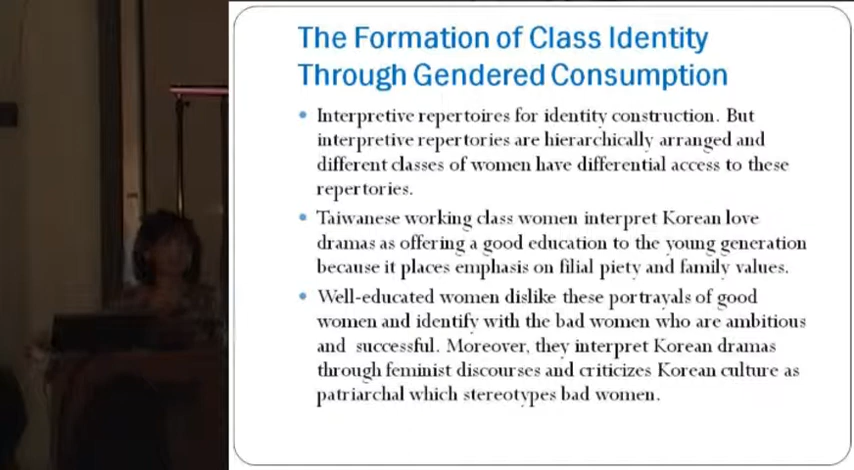 The Formation of Class Identity
Through Gendered Consumption
• Interpretive repertoires for identity construction. But
interpretive repertories are hierarchically arranged and
different classes of women have differential access to these
repertories.
• Taiwanese working class women interpret Korean love
dramas as offering a good education to the young generation
because it places emphasis on filial piety and family values.
• Well-educated women dislike these portrayals of good
women and identify with the bad women who are ambitious
and  successful. Moreover, they interpret Korean dramas
through feminist discourses and criticizes Korean culture as
patriarchal which stereotypes bad women.